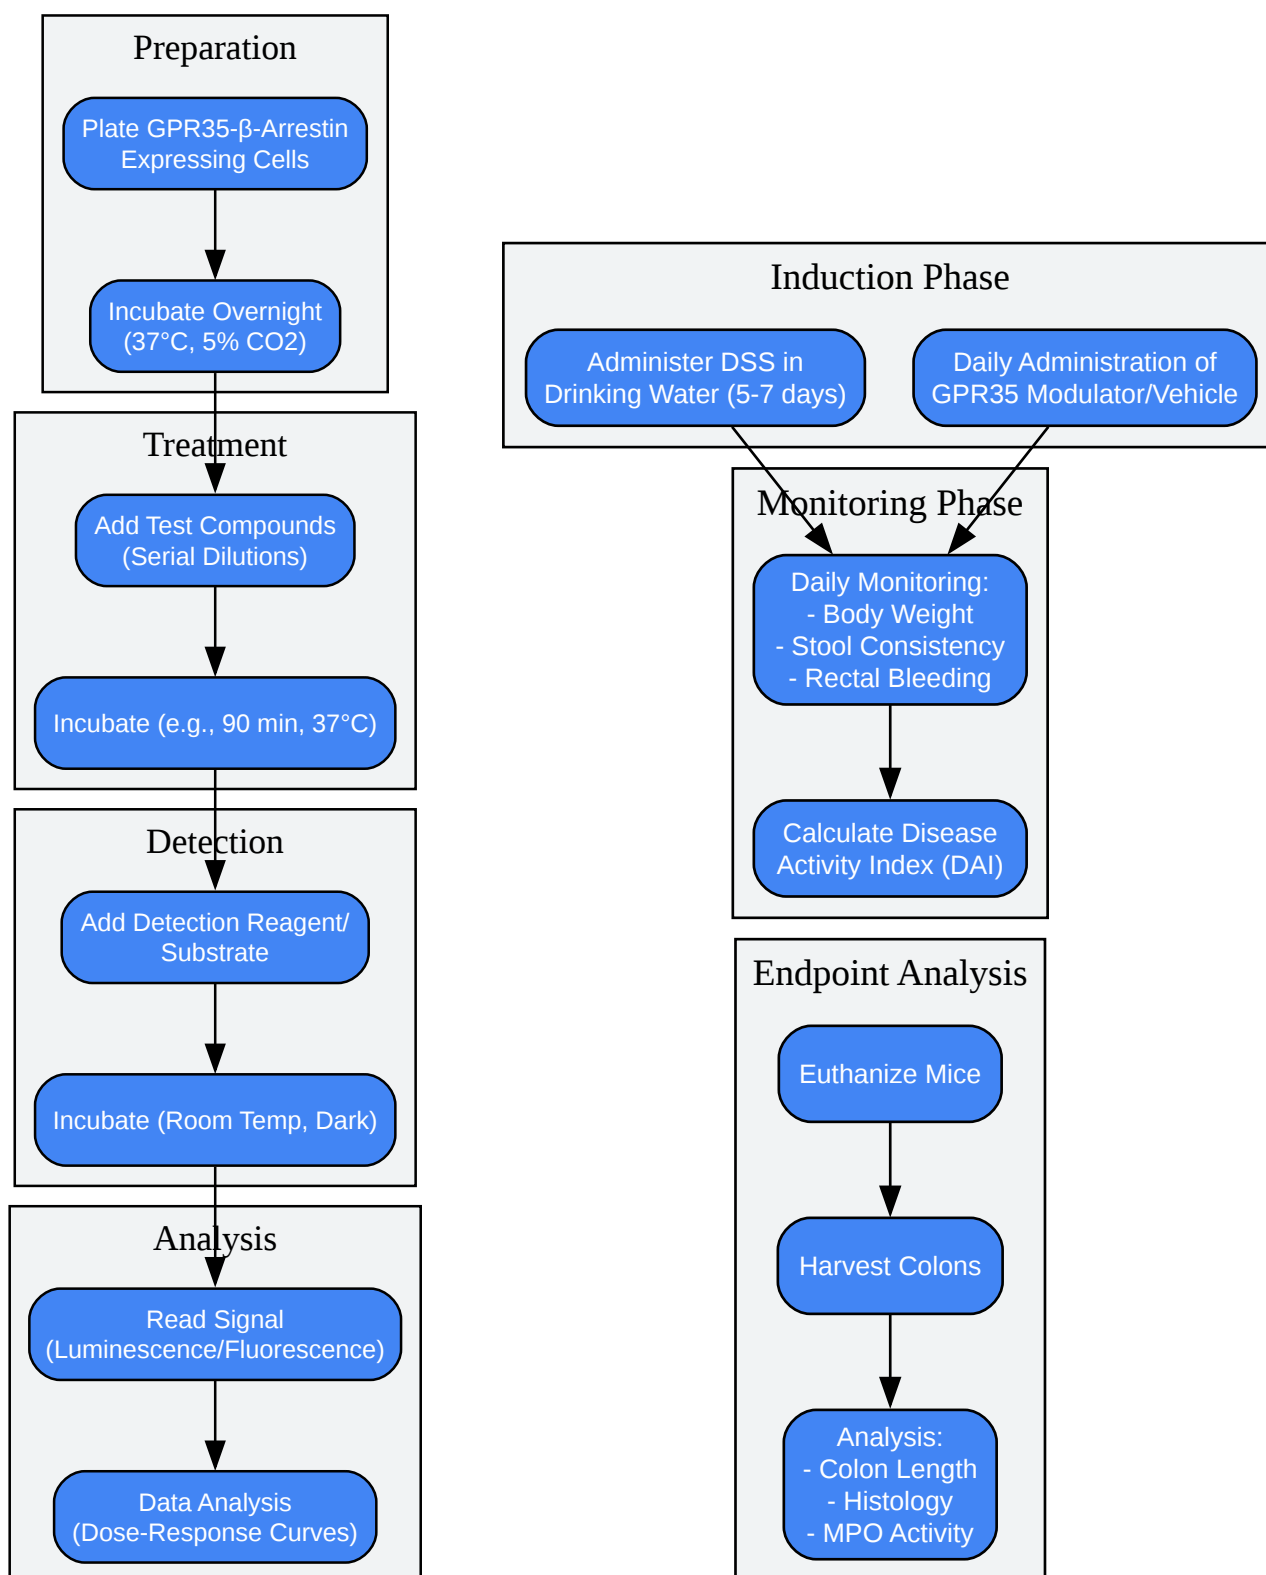 Preparation
Plate GPR35-β-Arrestin
Expressing Cells
Incubate Overnight
(37°C, 5% CO2)
Treatment
Add Test Compounds
(Serial Dilutions)
Incubate (e.g., 90 min, 37°C)
Detection
Add Detection Reagent/
Substrate
Incubate (Room Temp, Dark)
Analysis
Read Signal
(Luminescence/Fluorescence)
Data Analysis
(Dose-Response Curves)
Induction Phase
Administer DSS in
Drinking Water (5-7 days)
Daily Administration of
GPR35 Modulator/Vehicle
Monitoring Phase
Daily Monitoring:
- Body Weight
- Stool Consistency
- Rectal Bleeding
Calculate Disease
Activity Index (DAI)
Endpoint Analysis
Euthanize Mice
Harvest Colons
Analysis:
- Colon Length
- Histology
- MPO Activity